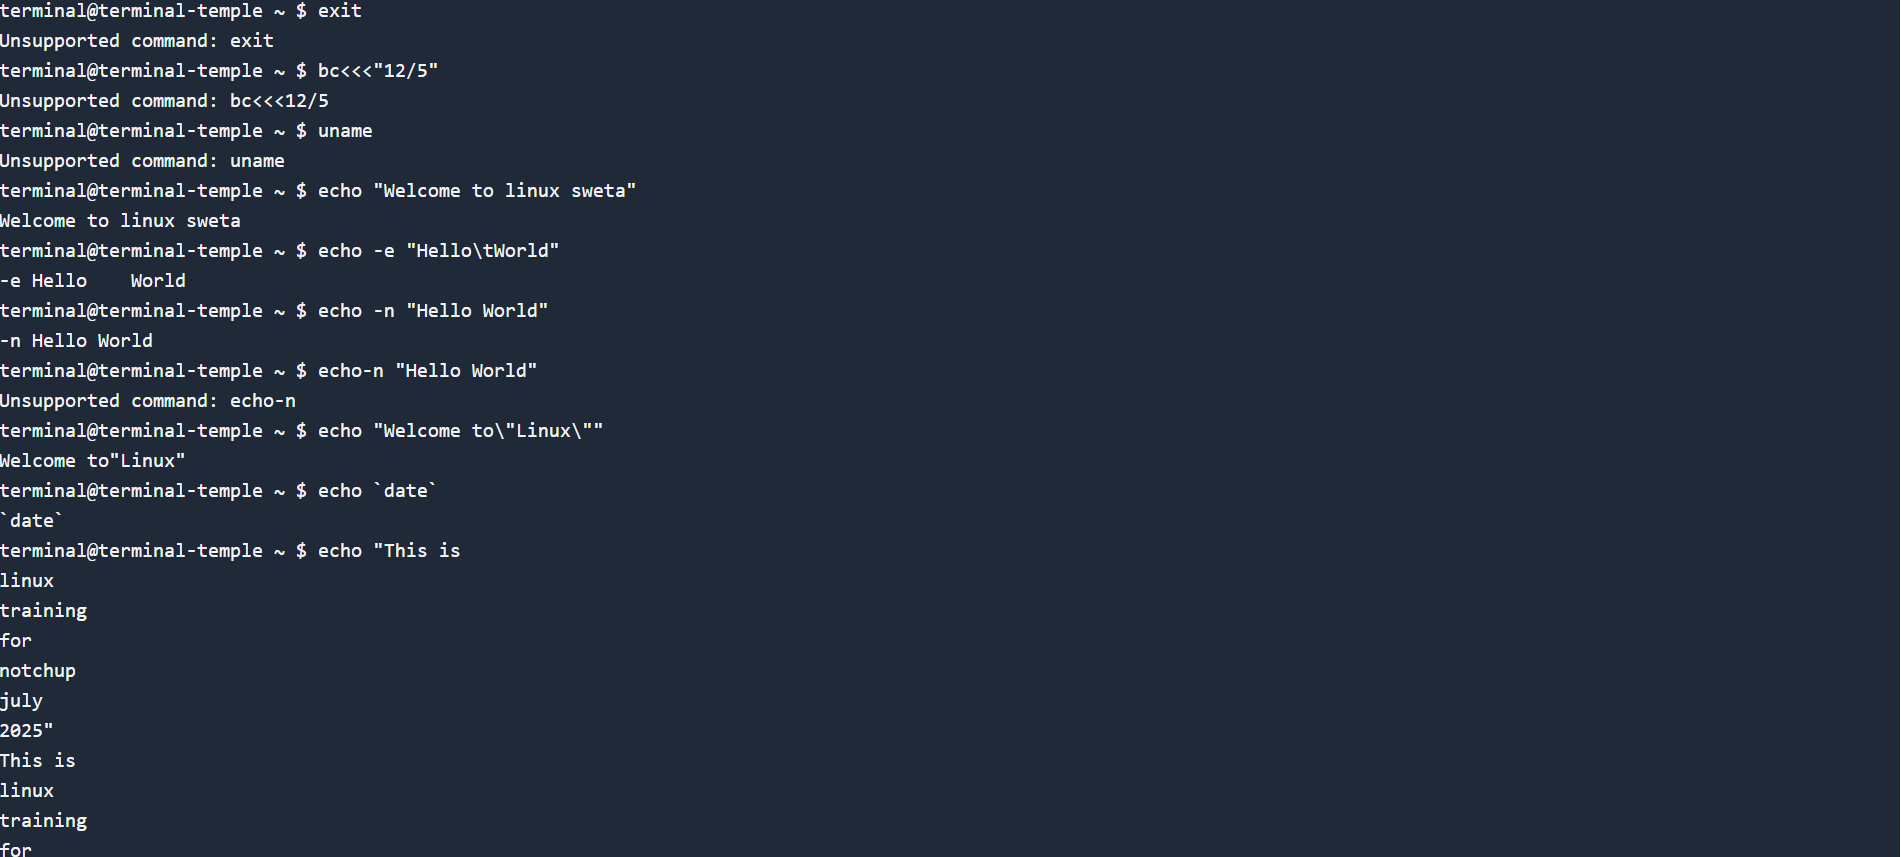 terminal@terminal-temple ~ $ exit
Unsupported command: exit
terminal@terminal-temple ~ $ bc<<<"12/5"
Unsupported command: bc<<<12/5
terminal@terminal-temple ~ $ uname
Unsupported command: uname
terminal@terminal-temple ~ $ echo "Welcome to linux sweta"
Welcome to linux sweta
terminal@terminal-temple ~ $ echo -e "Hello\tWorld"
-e Hello    World
terminal@terminal-temple ~ $ echo -n "Hello World"
-n Hello World
terminal@terminal-temple ~ $ echo-n "Hello World"
Unsupported command: echo-n
terminal@terminal-temple ~ $ echo "Welcome to\"Linux\""
Welcome to"Linux"
terminal@terminal-temple ~ $ echo `date`
`date`
terminal@terminal-temple ~ $ echo "This is
linux
training
for
notchup
july
2025"
This is
linux
training
for